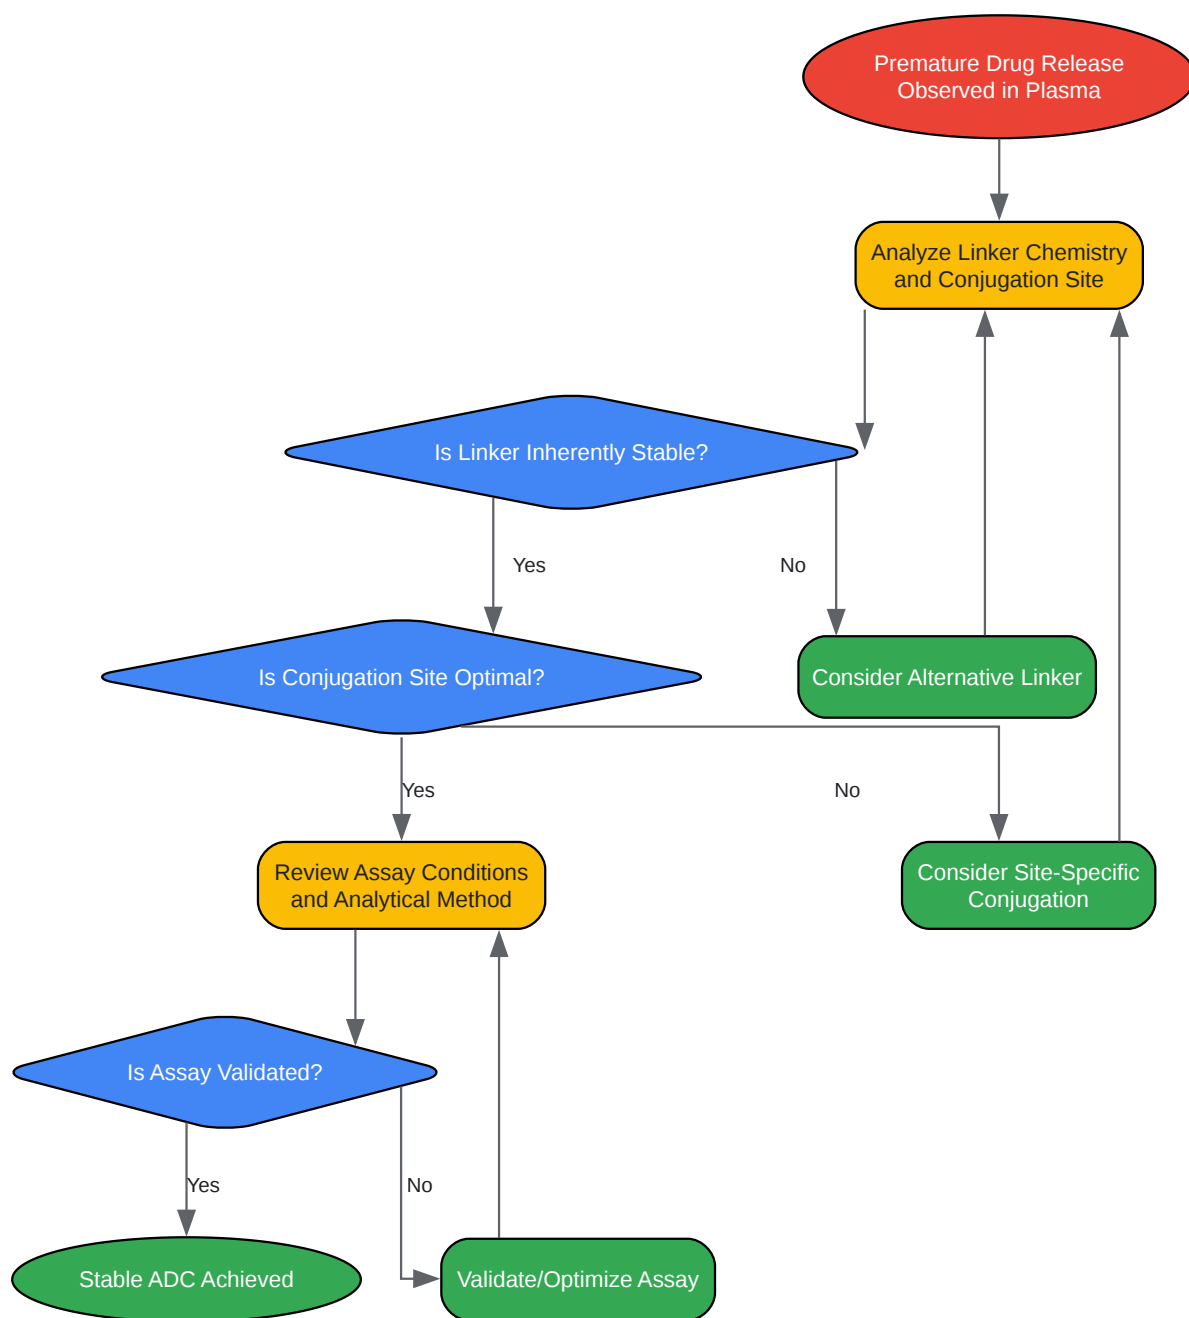 Premature Drug Release
Observed in Plasma
Analyze Linker Chemistry
and Conjugation Site
Is Linker Inherently Stable?
Yes
No
Is Conjugation Site Optimal?
Consider Alternative Linker
Yes
No
Review Assay Conditions
and Analytical Method
Consider Site-Specific
Conjugation
Is Assay Validated?
Yes
No
Stable ADC Achieved
Validate/Optimize Assay